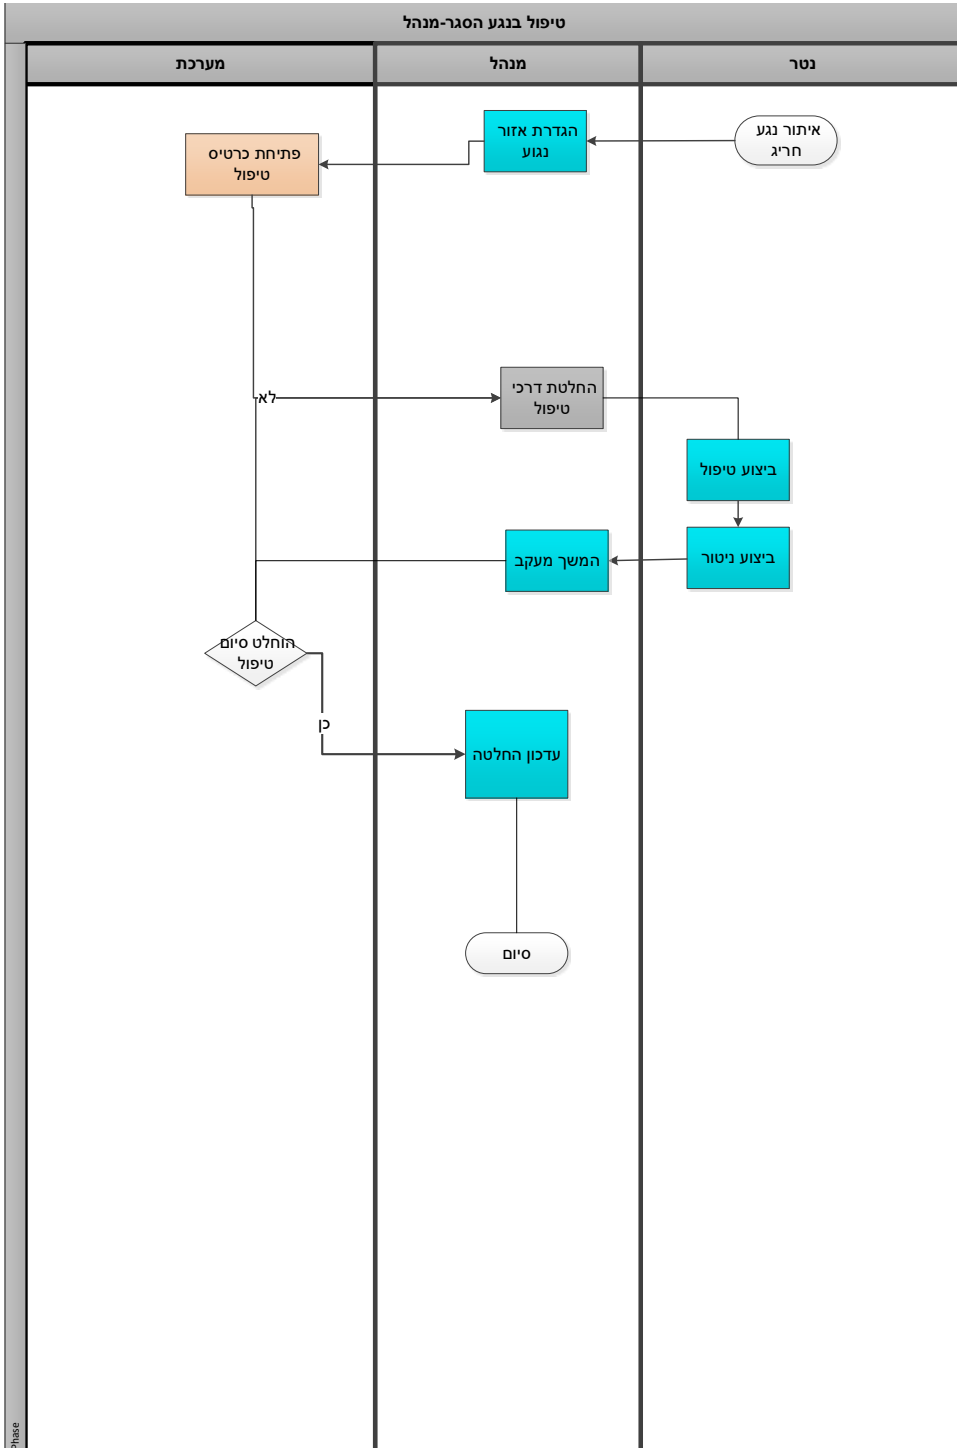 טיפול בנגע הסגר-מנהל
נטר
מנהל
מערכת
איתור נגע
חריג
הגדרת אזור
נגוע
פתיחת כרטיס
טיפול
לא
החלטת דרכי
טיפול
ביצוע טיפול
ביצוע ניטור
המשך מעקב
הוחלט סיום
טיפול
כן
עדכון החלטה
סיום
Phase